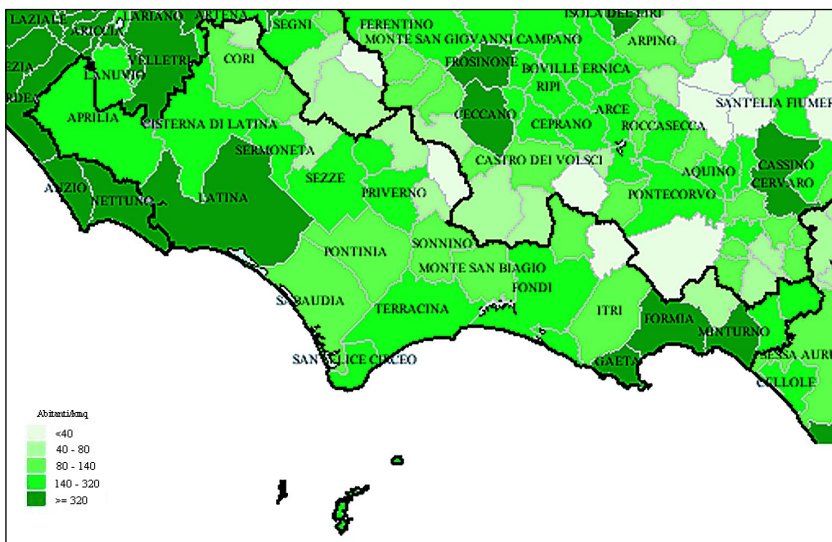 LAZIALE
LARIANO
ARTENA
ARICCIA
SEGNI
FERENTINO
ISOLA DEL LIRI
MONTE SAN GIOVANNI CAMPANO
ARPINO
VELLETRI
CORI
FROSINONE
EZIA
LANUVIO
BOVILLE ERNICA
RIPI
RDEA
SANTELIA FIUMER
APRILIA
CISTERNA DI LATINA
CECCANO
CEPRANO
ARCE
ROCCASECCA
SERMONETA
CASTRO DEI VOLSCI
CASSINO
AQUINO
CERVARO
SEZZE
ANZIO
NETTUNO
LATINA
PRIVERNO
PONTECORVO
PONTINIA
SONNINO
MONTE SAN BIAGIO
FONDI
SABAUDIA
TERRACINA
ITRI
FORMIA
MINTURNO
SAN FELICE CIRCEO
GAETA
SESSA AURU
CELLOLE
Abitanti/kmq
<40
40 - 80
80 - 140
140 - 320
>= 320